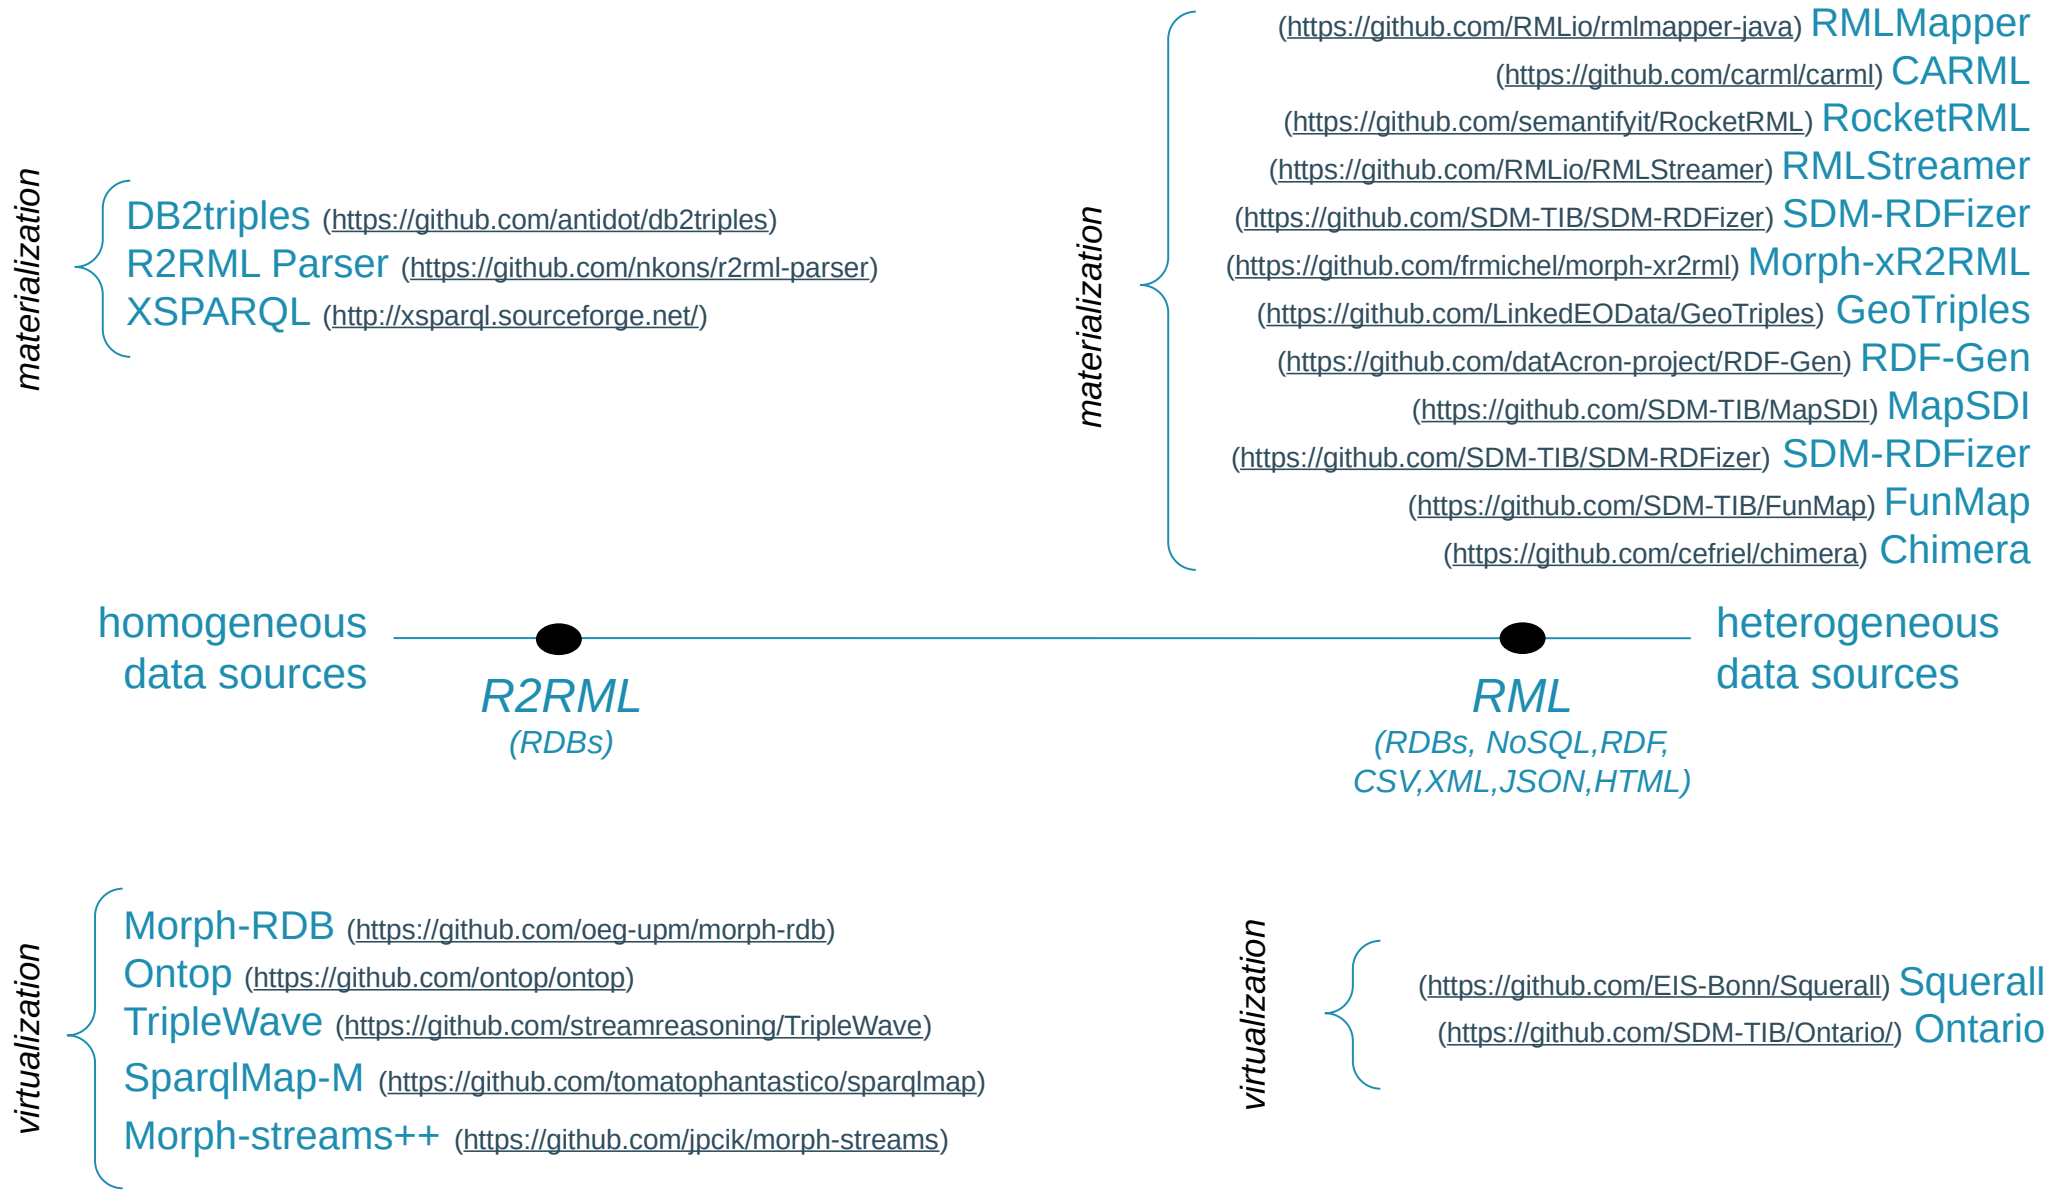 materialization
DB2triples (https://github.com/antidot/db2triples)
R2RML Parser (https://github.com/nkons/r2rml-parser)
XSPARQL (http://xsparql.sourceforge.net/)
materialization
(https://github.com/RMLio/rmlmapper-java) RMLMapper
(https://github.com/carml/carml) CARML
(https://github.com/semantifyit/RocketRML) RocketRML
(https://github.com/RMLio/RMLStreamer) RMLStreamer
(https://github.com/SDM-TIB/SDM-RDFizer) SDM-RDFizer
(https://github.com/frmichel/morph-xr2rml) Morph-xR2RML
(https://github.com/LinkedEOData/GeoTriples) GeoTriples
(https://github.com/datAcron-project/RDF-Gen) RDF-Gen
(https://github.com/SDM-TIB/MapSDI) MapSDI
(https://github.com/SDM-TIB/SDM-RDFizer) SDM-RDFizer
(https://github.com/SDM-TIB/FunMap) FunMap
(https://github.com/cefriel/chimera) Chimera
homogeneous
data sources
R2RML
(RDBs)
RML
(RDBs, NoSQL,RDF,
CSV,XML,JSON,HTML)
heterogeneous
data sources
virtualization
Morph-RDB (https://github.com/oeg-upm/morph-rdb)
Ontop (https://github.com/ontop/ontop)
TripleWave (https://github.com/streamreasoning/TripleWave)
SparqlMap-M (https://github.com/tomatophantastico/sparqlmap)
Morph-streams++ (https://github.com/jpcik/morph-streams)
virtualization
(https://github.com/EIS-Bonn/Squerall) Squerall
(https://github.com/SDM-TIB/Ontario/) Ontario